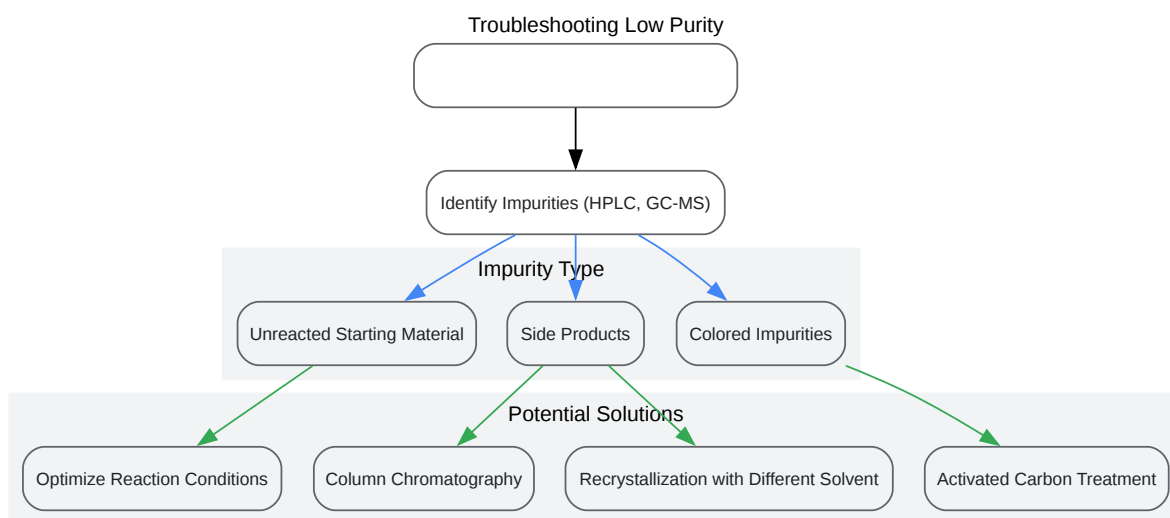 Troubleshooting Low Purity
Identify Impurities (HPLC, GC-MS)
Impurity Type
Unreacted Starting Material
Side Products
Colored Impurities
Potential Solutions
Optimize Reaction Conditions
Column Chromatography
Recrystallization with Different Solvent
Activated Carbon Treatment